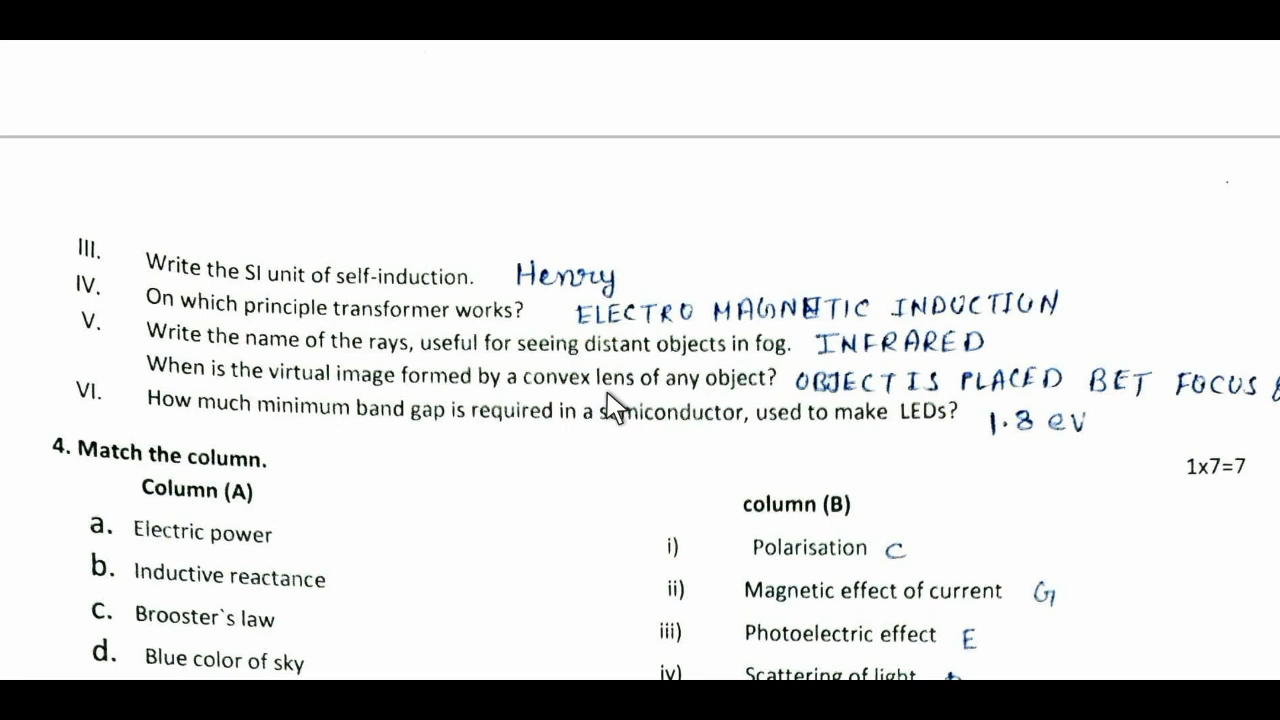 III. Write the SI unit of self-induction. Henry
IV. On which principle transformer works? ELECTRO MAGNETIC INDUCTION
V. Write the name of the rays, useful for seeing distant objects in fog. INFRARED
When is the virtual image formed by a convex lens of any object? OBJECT IS PLACED BET FOCUS
VI. How much minimum band gap is required in a semiconductor, used to make LEDs? 1.8 eV
4. Match the column. 1x7=7
Column (A) column (B)
a. Electric power i) Polarisation C
b. Inductive reactance ii) Magnetic effect of current G
c. Brooster`s law iii) Photoelectric effect E
d. Blue color of sky iv) Scattering of light